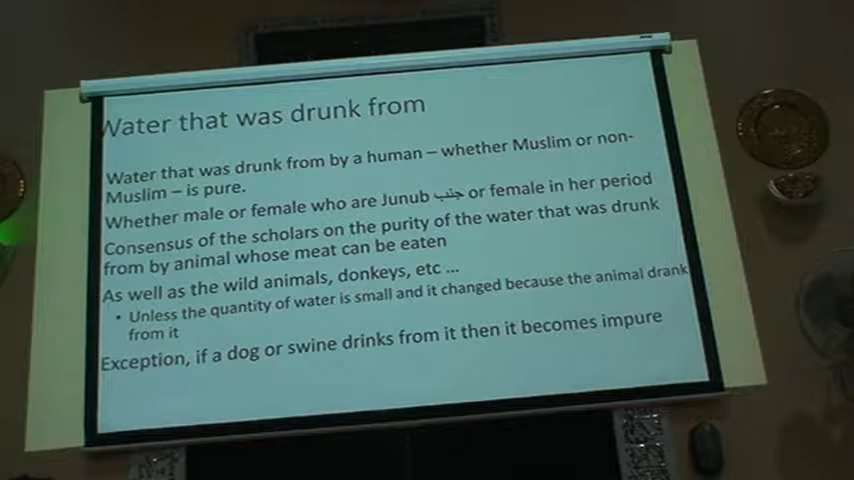 Water that was drunk from
Water that was drunk from by a human – whether Muslim or non-
Muslim – is pure.
Whether male or female who are Junub جنب or female in her period
Consensus of the scholars on the purity of the water that was drunk
from by animal whose meat can be eaten
As well as the wild animals, donkeys, etc ...
• Unless the quantity of water is small and it changed because the animal drank
from it
Exception, if a dog or swine drinks from it then it becomes impure